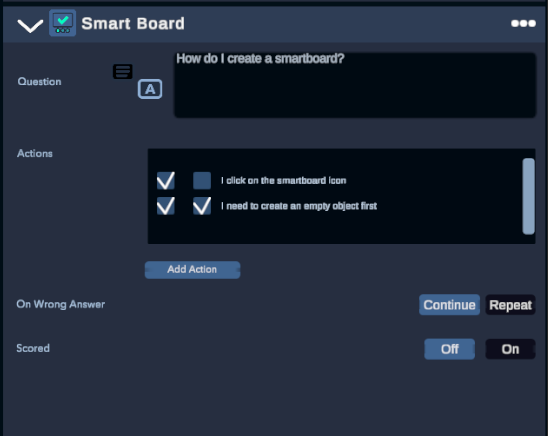 Smart Board
How do I create a smartboard?
Question
A
Actions
I click on the smartboard icon
I need to create an empty object first
Add Action
On Wrong Answer Continue Repeat
Scored Off On